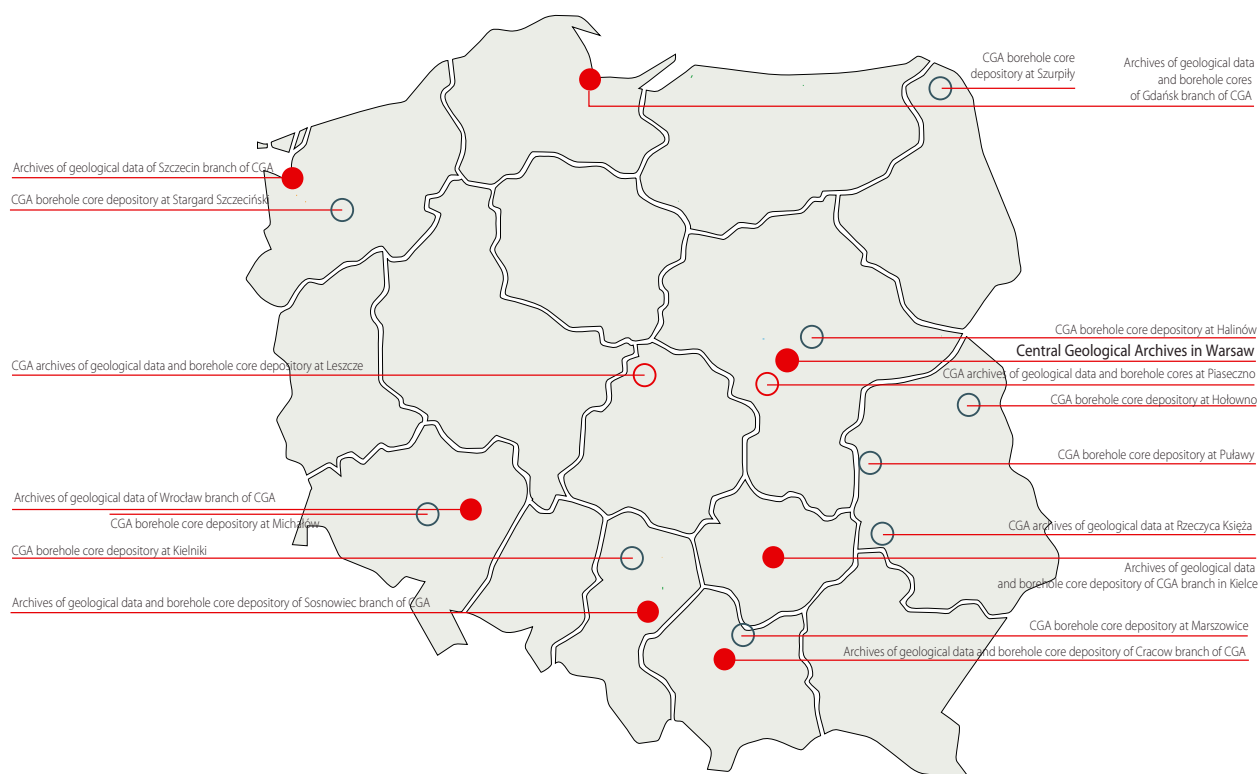 CGA borehole core
depository at Szurpiły
Archives of geological data
and borehole cores
of Gdańsk branch of CGA
Archives of geological data of Szczecin branch of CGA
CGA borehole core depository at Stargard Szczeciński
CGA borehole core depository at Halinów
Central Geological Archives in Warsaw
CGA archives of geological data and borehole core depository at Leszcze
CGA archives of geological data and borehole cores at Piaseczno
CGA borehole core depository at Hołowno
CGA borehole core depository at Puławy
Archives of geological data of Wrocław branch of CGA
CGA borehole core depository at Michałów
CGA archives of geological data at Rzeczyca Księża
CGA borehole core depository at Kielniki
Archives of geological data
and borehole core depository of CGA branch in Kielce
Archives of geological data and borehole core depository of Sosnowiec branch of CGA
CGA borehole core depository at Marszowice
Archives of geological data and borehole core depository of Cracow branch of CGA